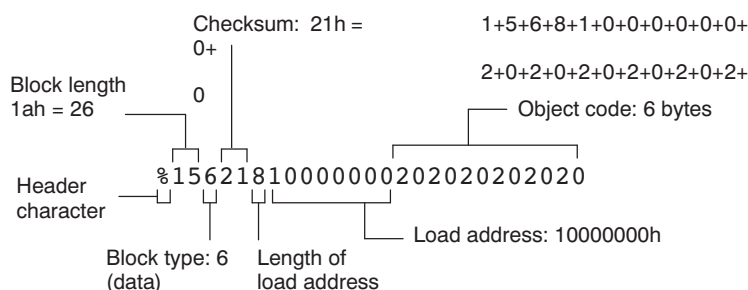 Checksum: 21h = 1+5+6+8+1+0+0+0+0+0+0+
0+ 2+0+2+0+2+0+2+0+2+0+2+
0
Block length
1ah = 26
Object code: 6 bytes
%15621810000000202020202020
Header
character
Load address: 10000000h
Block type: 6
(data)
Length of
load address